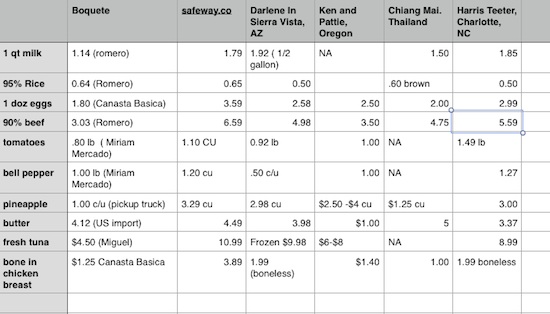 Boquete safeway.co Darlene In Sierra Vista, AZ Ken and Pattie, Oregon Chiang Mai. Thailand Harris Teeter, Charlotte, NC
1 qt milk 1.14 (romero) 1.79 1.92 ( 1/2 gallon) NA 1.50 1.85
95% Rice 0.64 (Romero) 0.65 0.50 .60 brown 0.50
1 doz eggs 1.80 (Canasta Basica) 3.59 2.58 2.50 2.00 2.99
90% beef 3.03 (Romero) 6.59 4.98 3.50 4.75 5.59
tomatoes .80 lb ( Miriam Mercado) 1.10 CU 0.92 lb 1.00 NA 1.49 lb
bell pepper 1.00 lb (Miriam Mercado) 1.20 cu .50 c/u 1.00 NA 1.27
pineapple 1.00 c/u (pickup truck) 3.29 cu 2.98 cu $2.50 -$4 cu $1.25 cu 3.00
butter 4.12 (US import) 4.49 3.98 $1.00 5 3.37
fresh tuna $4.50 (Miguel) 10.99 Frozen $9.98 $6-$8 NA 8.99
bone in chicken breast $1.25 Canasta Basica 3.89 1.99 (boneless) $1.40 1.00 1.99 boneless